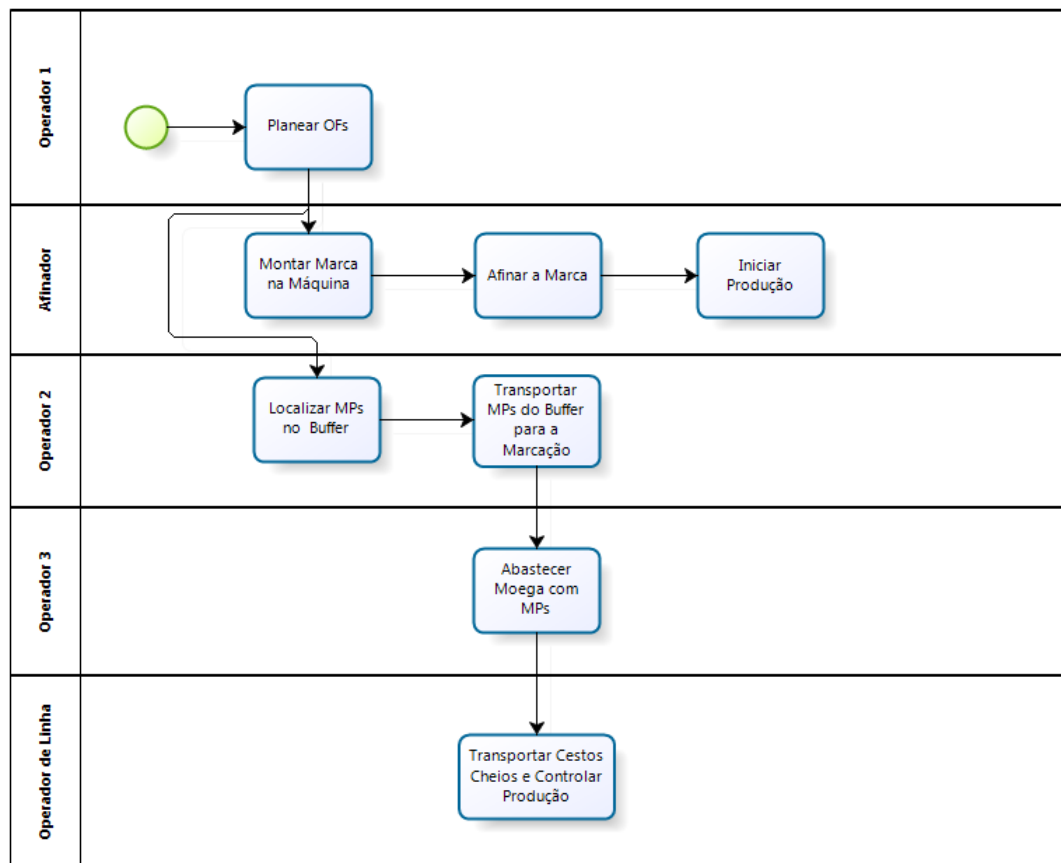 Operador 1
Planear OFs
Afinador
Montar Marca
na Máquina
Afinar a Marca
Iniciar
Produção
Operador 2
Localizar MPs
no Buffer
Transportar
MPs do Buffer
para a
Marcação
Operador 3
Abastecer
Moega com
MPs
Operador de Linha
Transportar Cestos
Cheios e Controlar
Produção